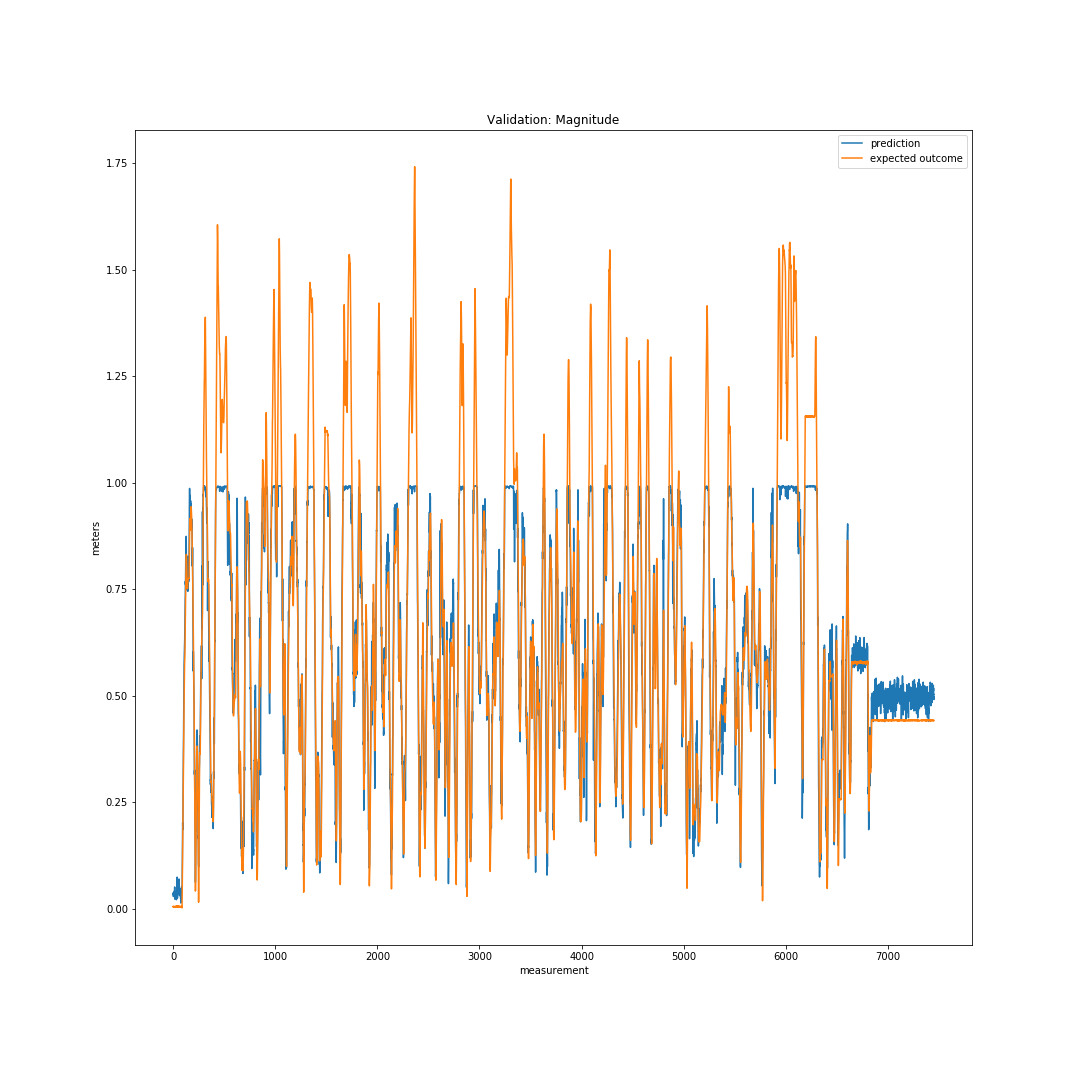 Validation: Magnitude
prediction
expected outcome
1.75
1.50
1.25
1.00
0.75
0.50
0.25
0.00
meters
0 1000 2000 3000 4000 5000 6000 7000
measurement